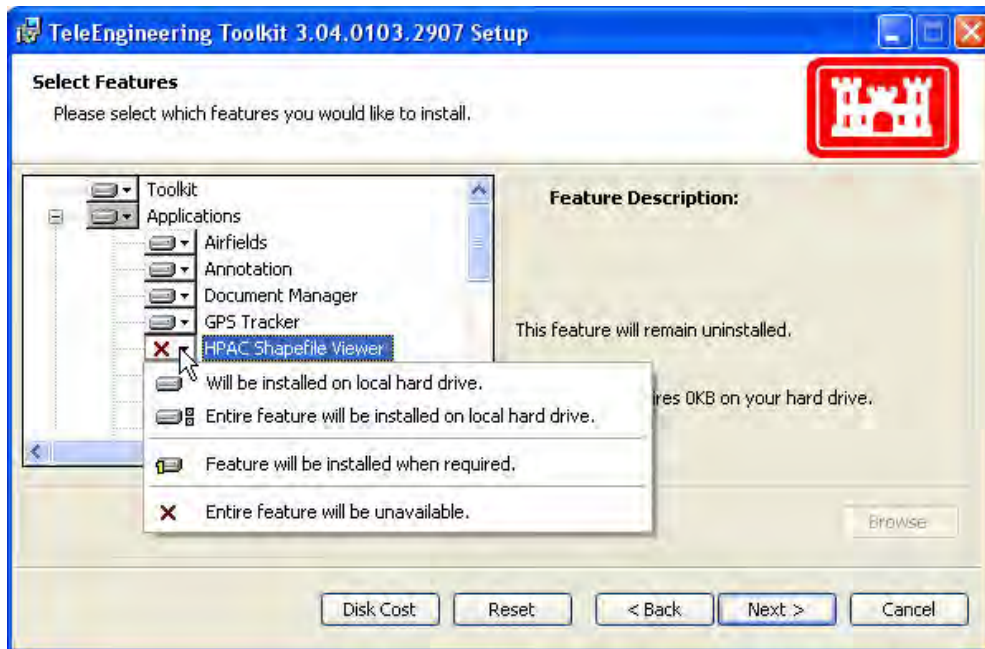 TeleEngineering Toolkit 3.04.0103.2907 Setup
Select Features
Please select which features you would like to install.
Toolkit
Applications
Airfields
Annotation
Document Manager
GPS Tracker
HPAC Shapefile Viewer
Feature Description:
This feature will remain uninstalled.
res 0KB on your hard drive.
Will be installed on local hard drive.
Entire feature will be installed on local hard drive.
Feature will be installed when required.
Entire feature will be unavailable.
Browse
Disk Cost
Reset
< Back
Next >
Cancel